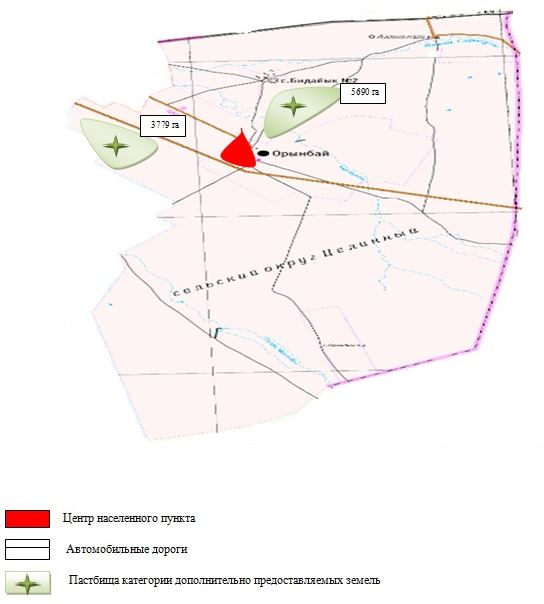 с.Бидайык №2
5690 га
3779 га
Орынбай
сельский округ Целинный
Центр населенного пункта
Автомобильные дороги
Пастбища категории дополнительно предоставляемых земель